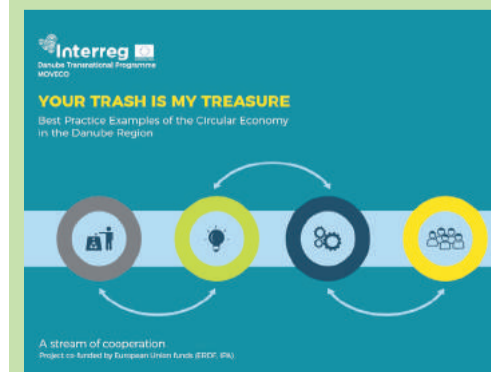 Interreg
Danube Transnational Programme
MOVECO
YOUR TRASH IS MY TREASURE
Best Practice Examples of the Circular Economy
in the Danube Region
A stream of cooperation
Project co-funded by European Union funds (ERDF, IPA)